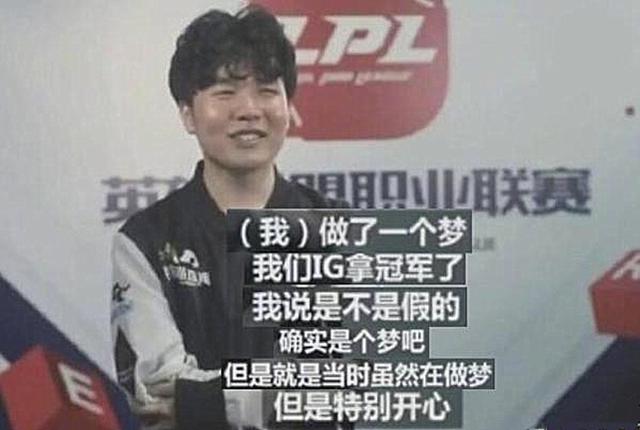 LPL
英雄联盟职业联赛
（我）做了一个梦
我们IG拿冠军了
我说是不是假的
确实是个梦吧
但是就是当时虽然在做梦
但是特别开心
E